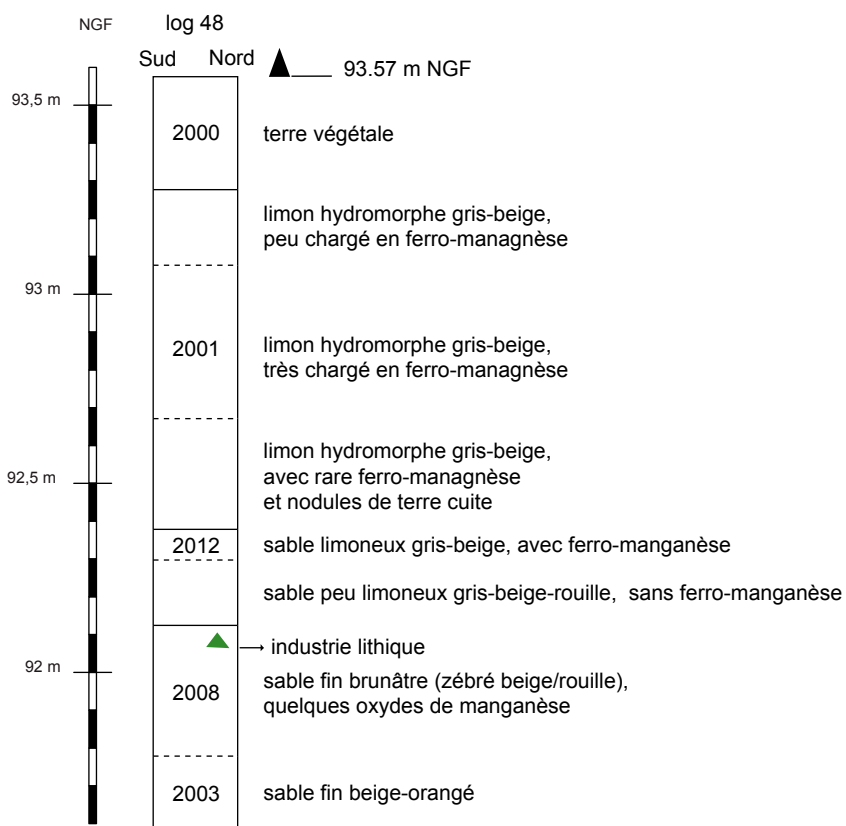 NGF
log 48
Sud Nord
93.57 m NGF
93,5 m
2000
terre végétale
limon hydromorphe gris-beige,
peu chargé en ferro-managnèse
93 m
2001
limon hydromorphe gris-beige,
très chargé en ferro-managnèse
limon hydromorphe gris-beige,
avec rare ferro-managnèse
et nodules de terre cuite
92,5 m
2012
sable limoneux gris-beige, avec ferro-manganèse
sable peu limoneux gris-beige-rouille, sans ferro-manganèse
industrie lithique
92 m
2008
sable fin brunâtre (zébré beige/rouille),
quelques oxydes de manganèse
2003
sable fin beige-orangé